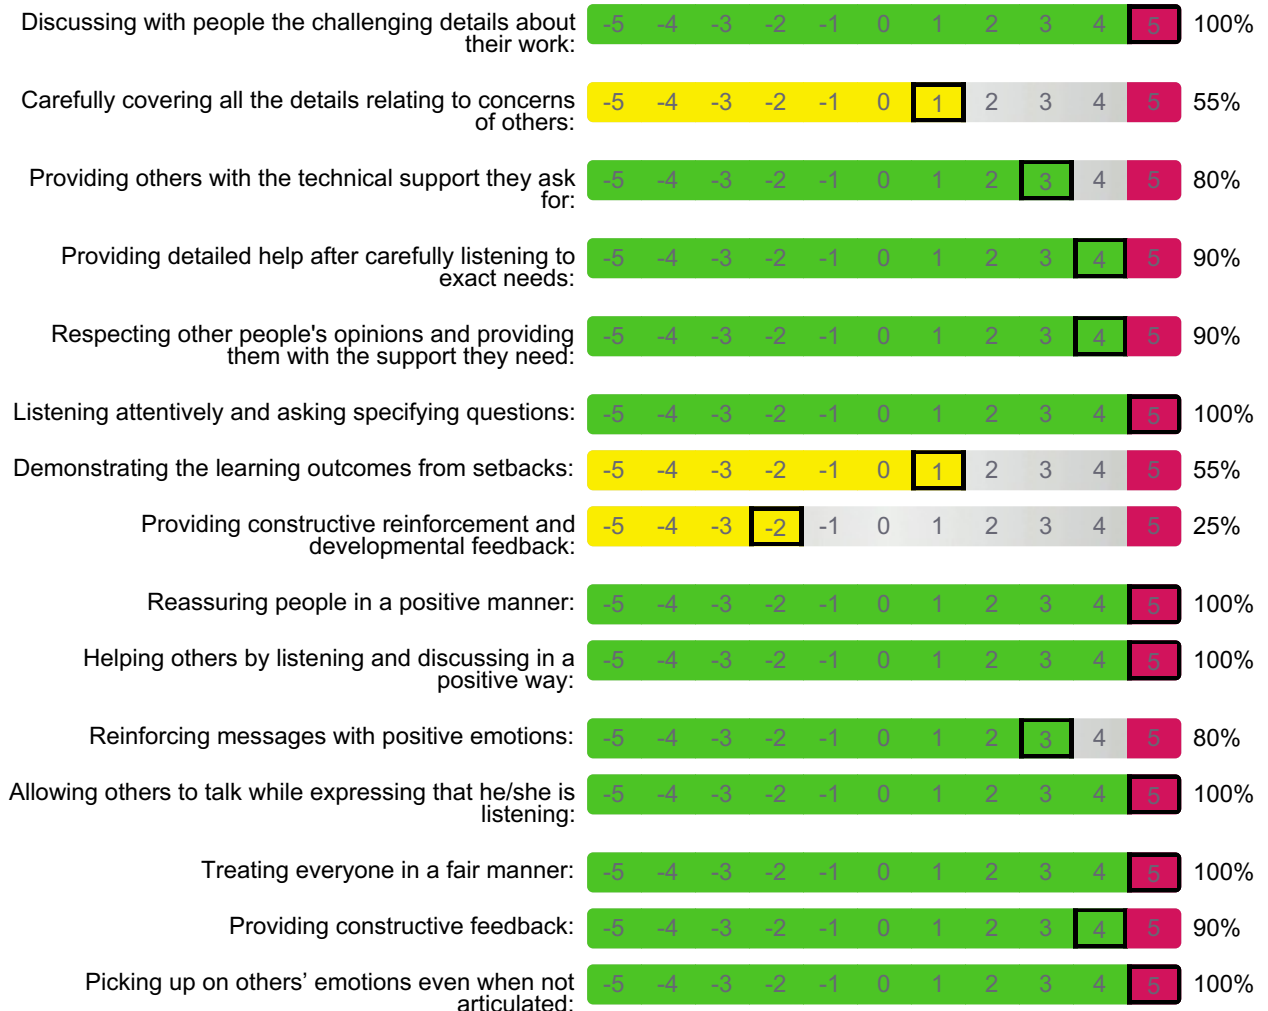 Discussing with people the challenging details about
their work:
-5 -4 -3 -2 -1 0 1 2 3 4 5 100%
Carefully covering all the details relating to concerns
of others:
-5 -4 -3 -2 -1 0 1 2 3 4 5 55%
Providing others with the technical support they ask
for:
-5 -4 -3 -2 -1 0 1 2 3 4 5 80%
Providing detailed help after carefully listening to
exact needs:
-5 -4 -3 -2 -1 0 1 2 3 4 5 90%
Respecting other people's opinions and providing
them with the support they need:
-5 -4 -3 -2 -1 0 1 2 3 4 5 90%
Listening attentively and asking specifying questions:
-5 -4 -3 -2 -1 0 1 2 3 4 5 100%
Demonstrating the learning outcomes from setbacks:
-5 -4 -3 -2 -1 0 1 2 3 4 5 55%
Providing constructive reinforcement and
developmental feedback:
-5 -4 -3 -2 -1 0 1 2 3 4 5 25%
Reassuring people in a positive manner:
-5 -4 -3 -2 -1 0 1 2 3 4 5 100%
Helping others by listening and discussing in a
positive way:
-5 -4 -3 -2 -1 0 1 2 3 4 5 100%
Reinforcing messages with positive emotions:
-5 -4 -3 -2 -1 0 1 2 3 4 5 80%
Allowing others to talk while expressing that he/she is
listening:
-5 -4 -3 -2 -1 0 1 2 3 4 5 100%
Treating everyone in a fair manner:
-5 -4 -3 -2 -1 0 1 2 3 4 5 100%
Providing constructive feedback:
-5 -4 -3 -2 -1 0 1 2 3 4 5 90%
Picking up on others’ emotions even when not
articulated:
-5 -4 -3 -2 -1 0 1 2 3 4 5 100%